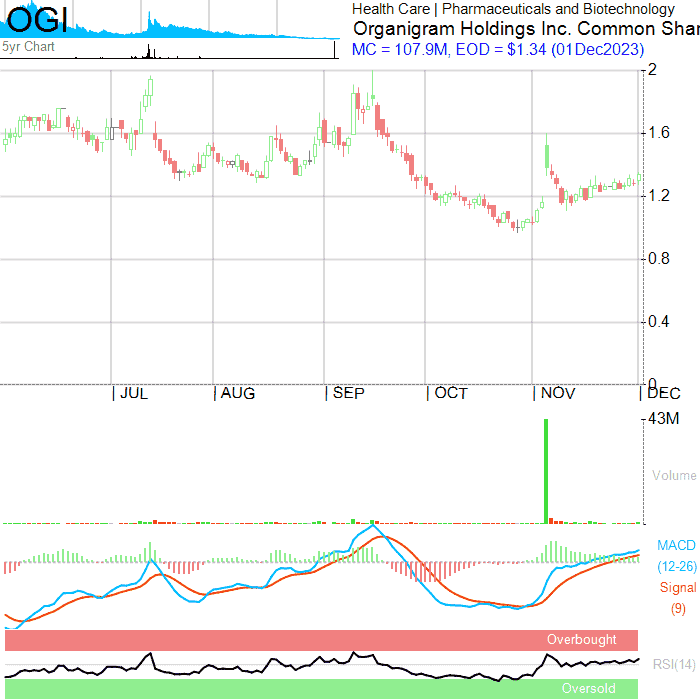 OGI
5yr Chart
Health Care | Pharmaceuticals and Biotechnology
Organigram Holdings Inc. Common Shar
MC = 107.9M, EOD = $1.34 (01Dec2023)
2
1.6
1.2
0.8
0.4
0
| JUL | AUG | SEP | OCT | NOV | DEC
43M
Volume
MACD
(12-26)
Signal
(9)
Overbought
RSI(14)
Oversold